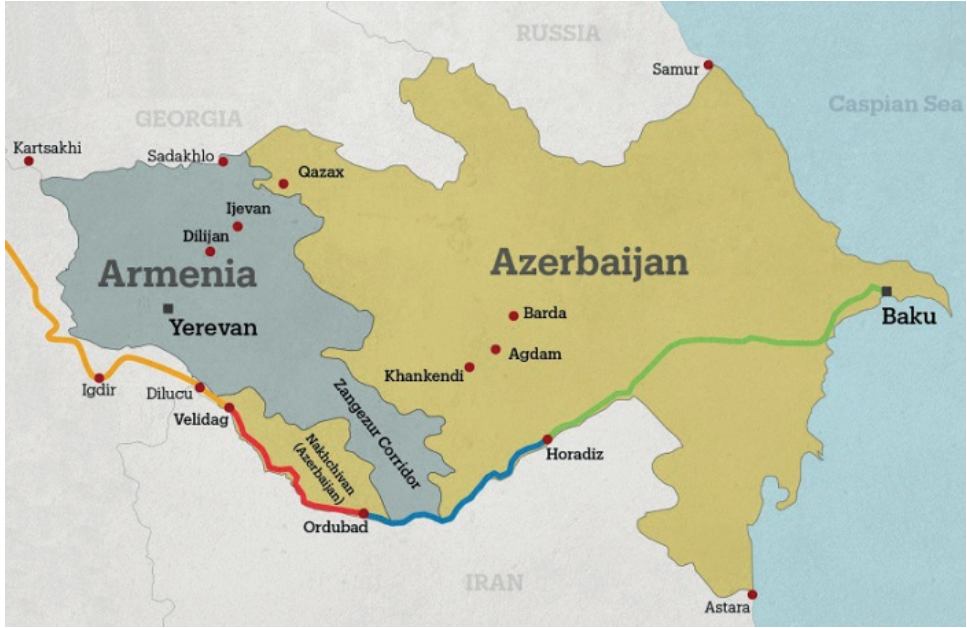 RUSSIA
Samur
Caspian Sea
GEORGIA
Kartsakhi
Sadakhlo
Qazax
Ijevan
Dilijan
Armenia
Azerbaijan
Yerevan
Baku
Barda
Agdam
Khankendi
Igdir
Dilucu
Velidag
Zangezur Corridor
Nakhchivan
(Azerbaijan)
Horadiz
Ordubad
IRAN
Astara